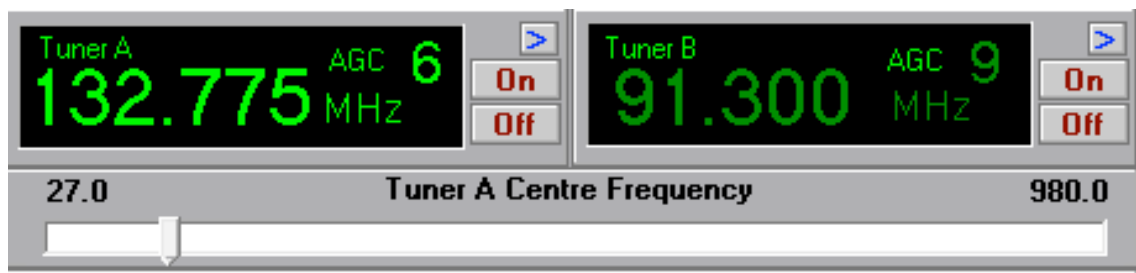 Tuner A
AGC 6
132.775 MHz
>
On
Off
Tuner B
AGC 9
91.300 MHz
>
On
Off
27.0 Tuner A Centre Frequency 980.0